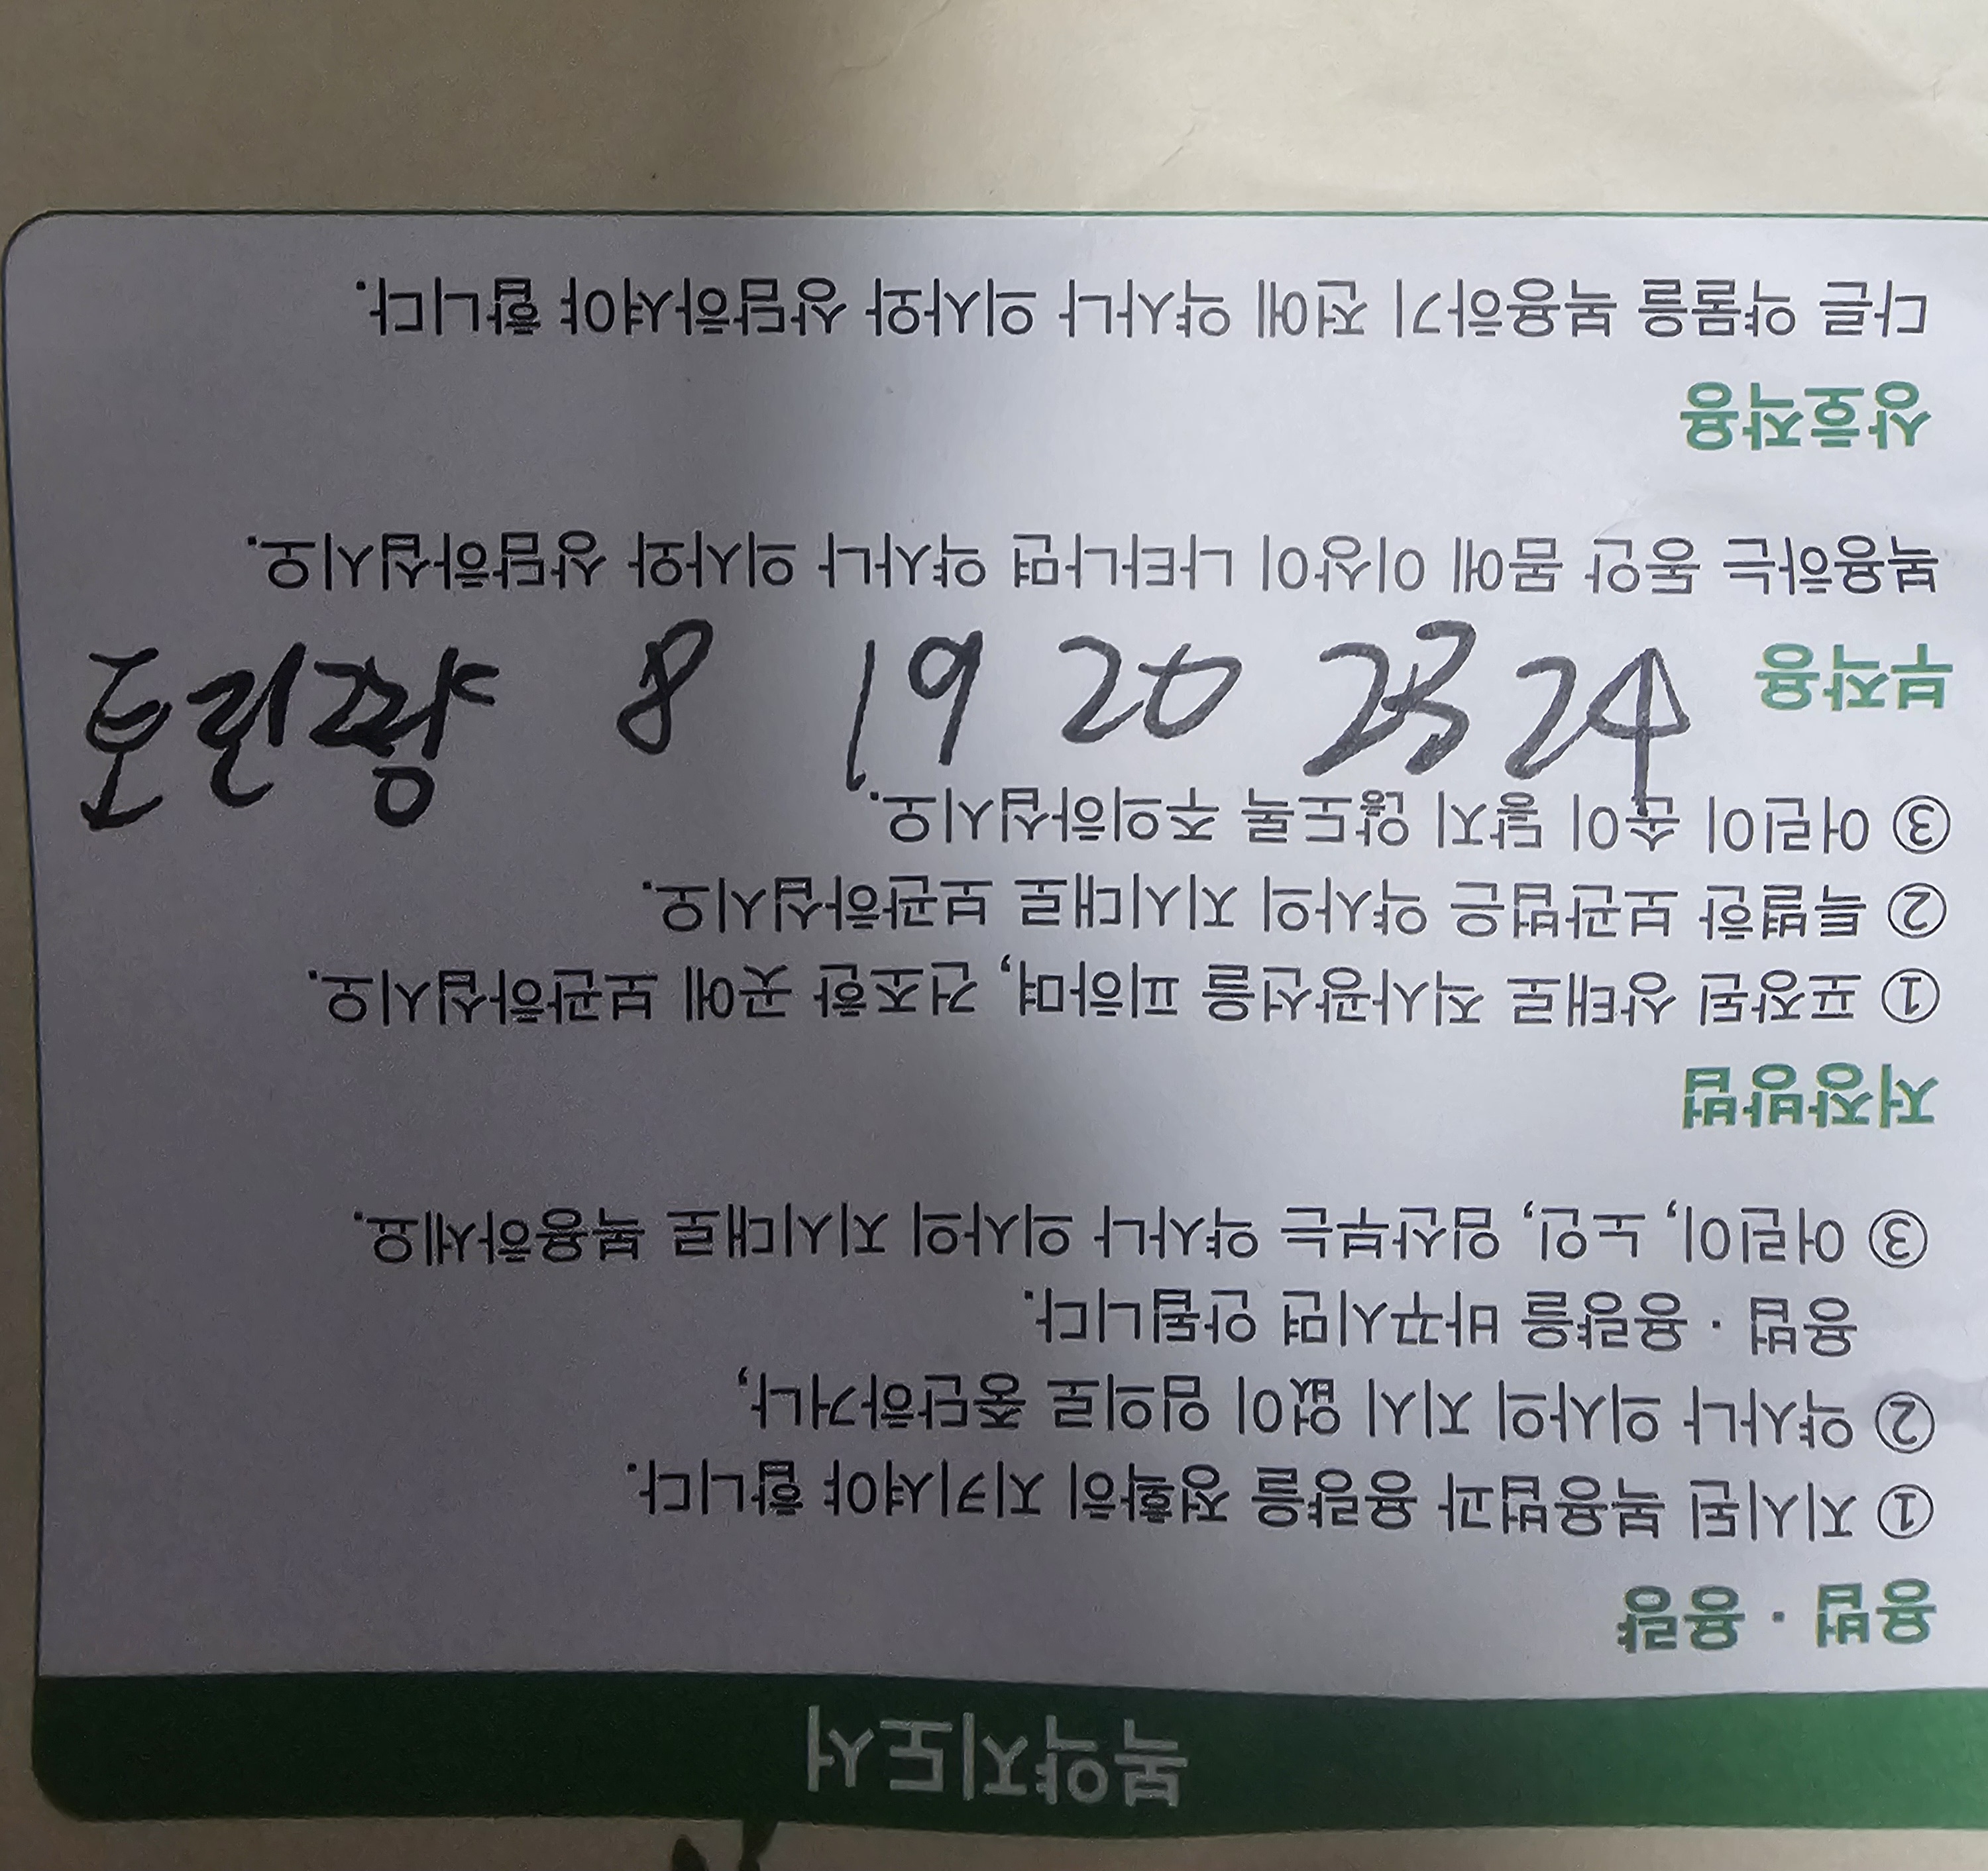 복약지도서
용법 · 용량
① 지시된 복용법과 용량을 정확히 지키셔야 합니다.
② 약사나 의사의 지시 없이 임의로 중단하거나,
용법 · 용량을 바꾸시면 안됩니다.
③ 어린이, 노인, 임산부는 약사나 의사의 지시대로 복용하세요.
저장방법
① 포장된 상태로 직사광선을 피하며, 건조한 곳에 보관하십시오.
② 특별한 보관법은 약사의 지시대로 보관하십시오.
③ 어린이 손이 닿지 않도록 주의하십시오.
부작용
8 19 20 23 24
복용하는 동안 몸에 이상이 나타나면 약사나 의사와 상담하십시오.
상호작용
다른 약물을 복용하기 전에 약사나 의사와 상담하셔야 합니다.